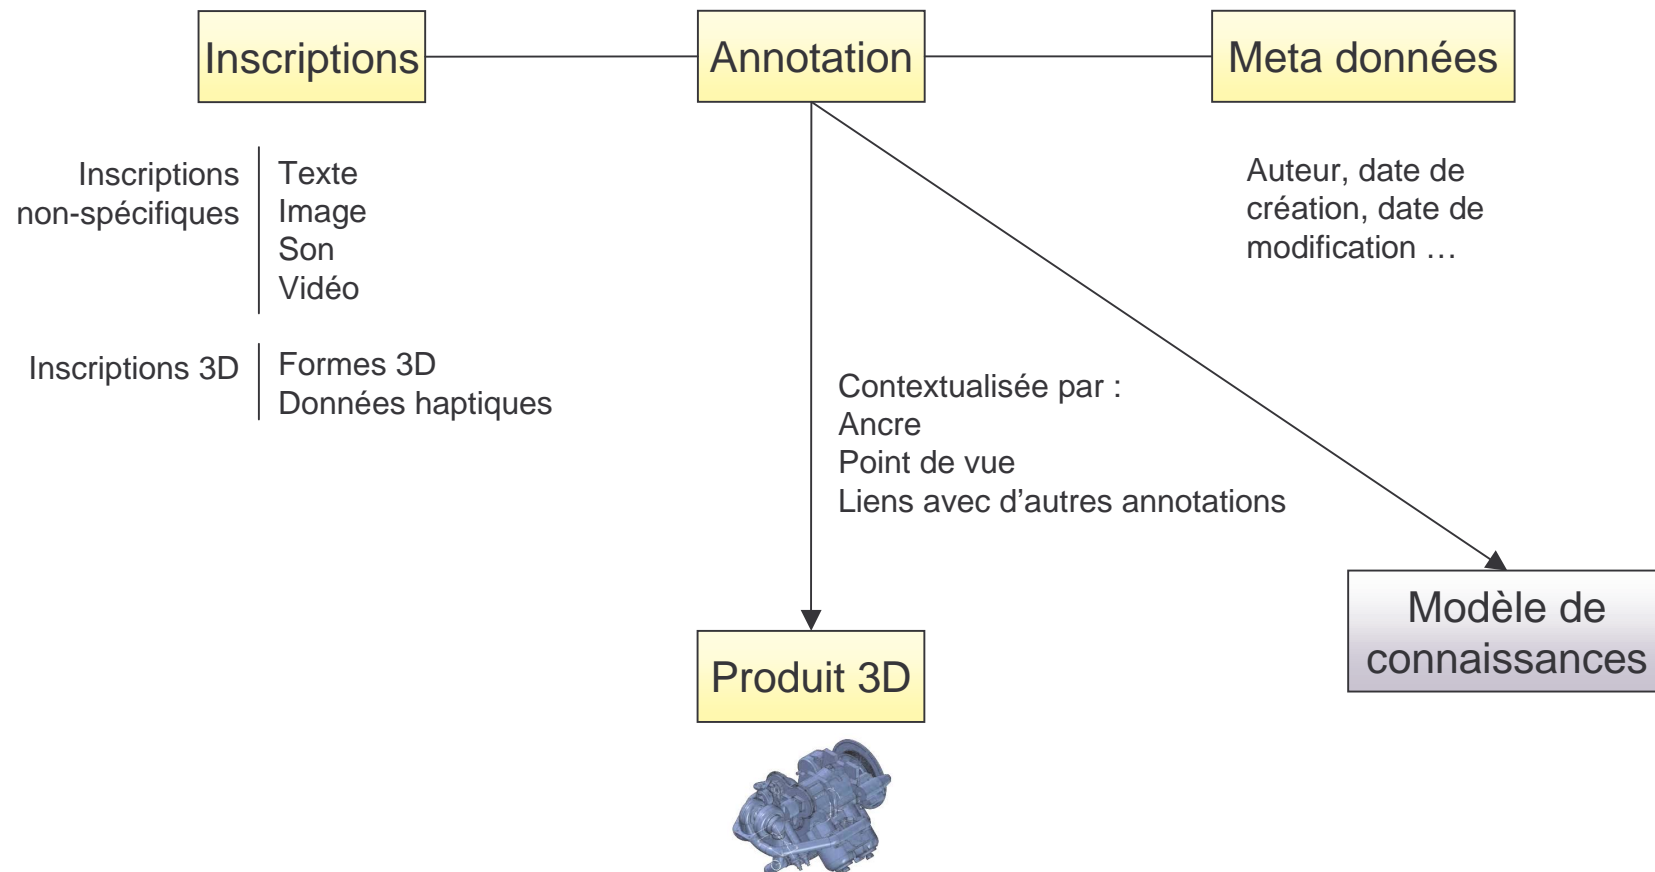 Inscriptions
Annotation
Meta données
Inscriptions
non-spécifiques
Texte
Image
Son
Vidéo
Inscriptions 3D
Formes 3D
Données haptiques
Auteur, date de
création, date de
modification …
Contextualisée par :
Ancre
Point de vue
Liens avec d’autres annotations
Produit 3D
Modèle de
connaissances